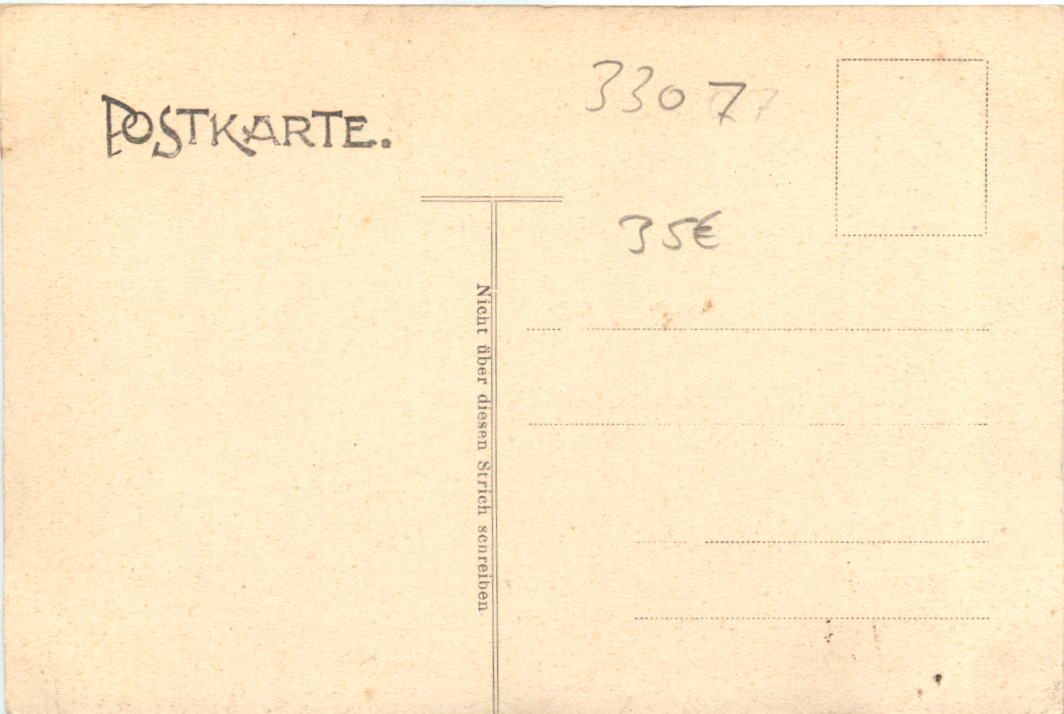 POSTKARTE.
33077
35€
Nicht über diesen Strich schreiben